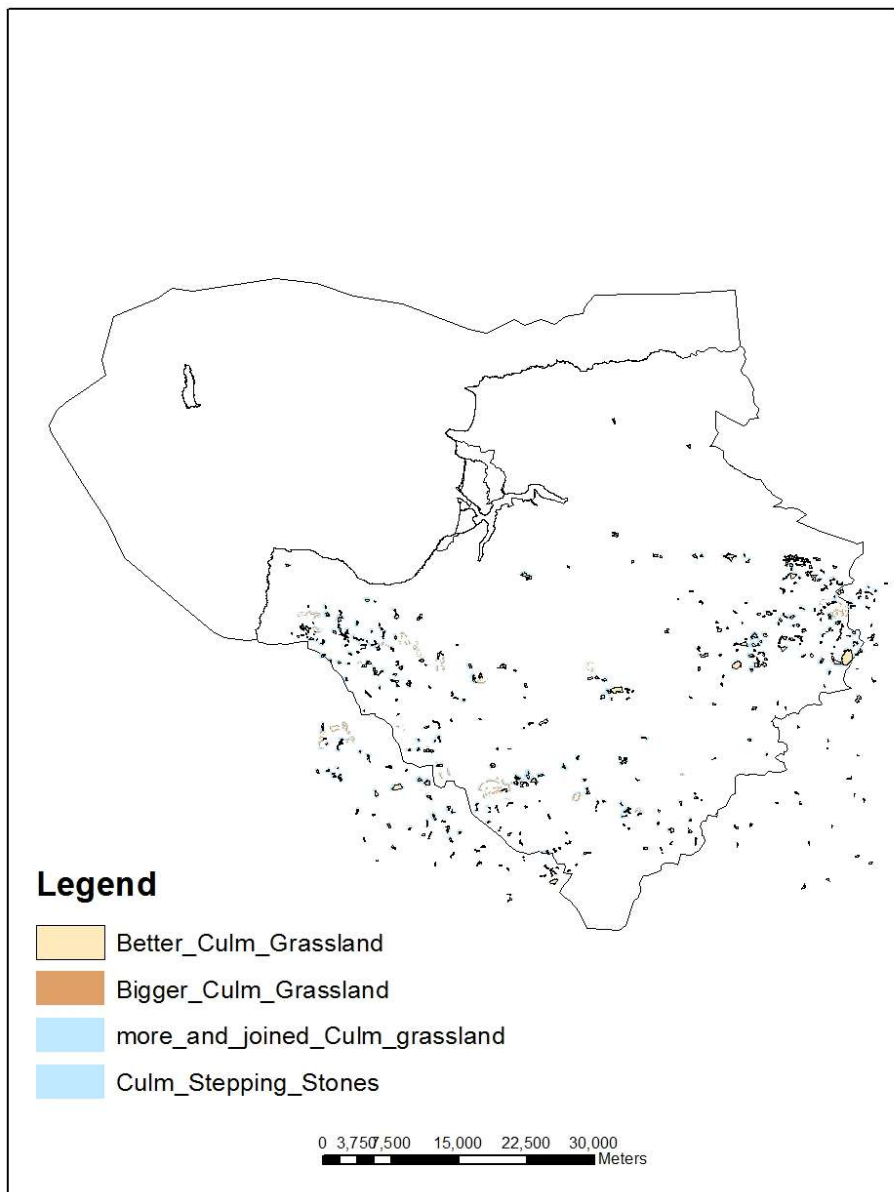 Legend
Better_Culm_Grassland
Bigger_Culm_Grassland
more_and_joined_Culm_grassland
Culm_Stepping_Stones
0 3,750 7,500 15,000 22,500 30,000
Meters